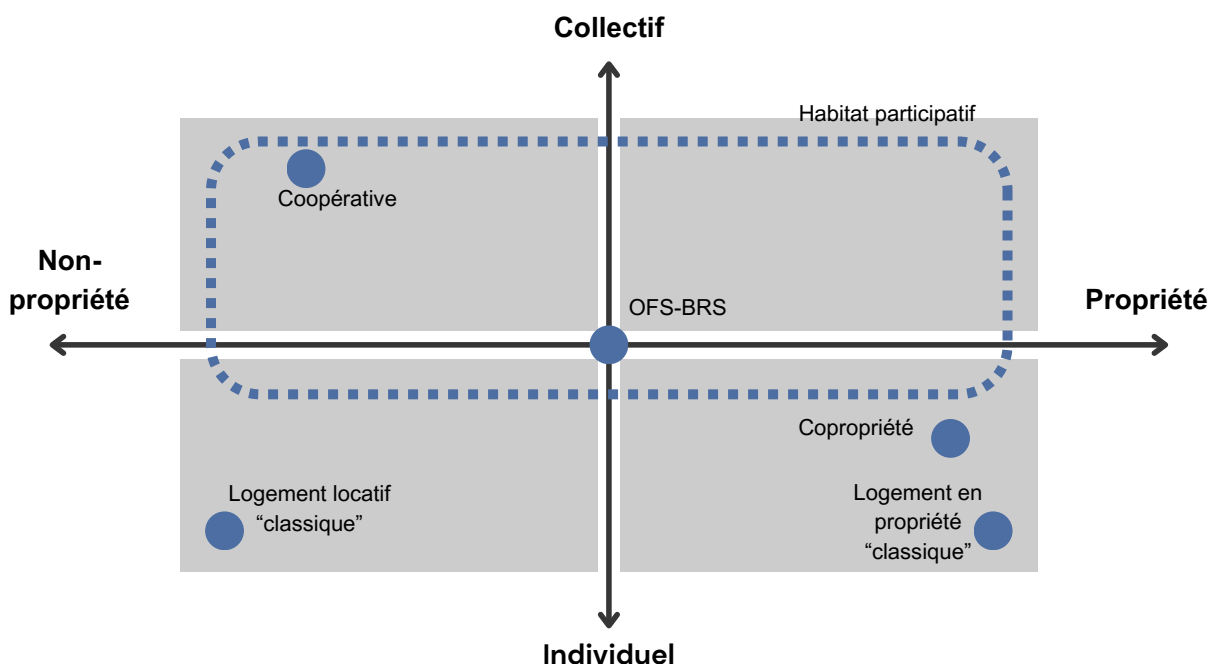 Collectif
Habitat participatif
Coopérative
Non-
propriété
OFS-BRS
Propriété
Copropriété
Logement locatif
“classique”
Logement en
propriété
“classique”
Individuel